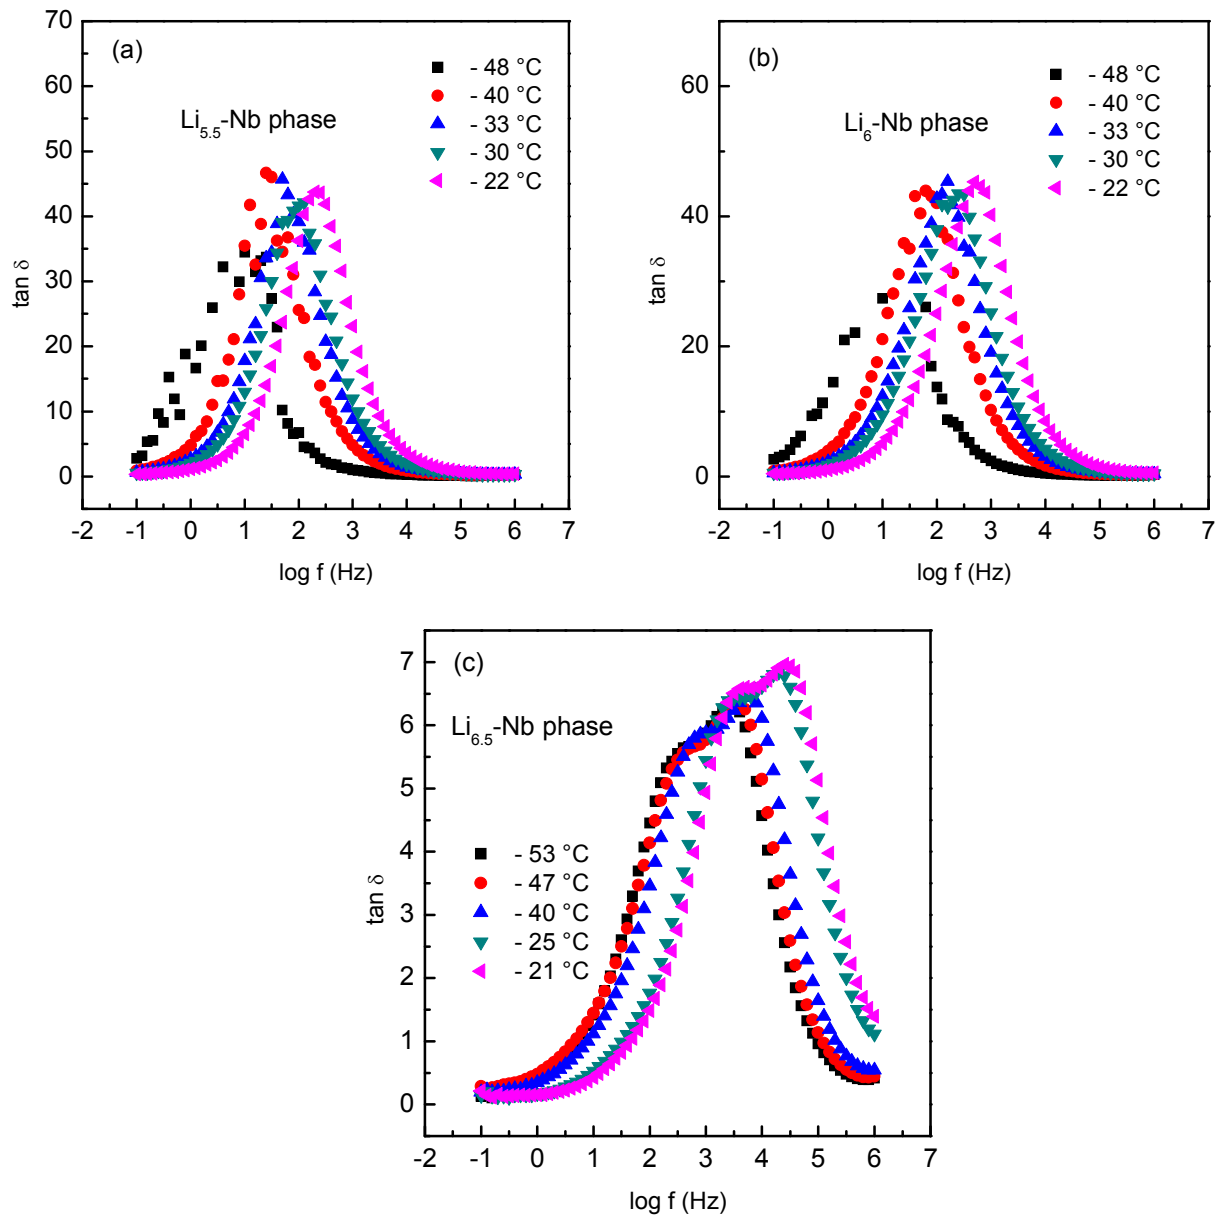 (a)
Li5.5-Nb phase
- 48 °C
- 40 °C
- 33 °C
- 30 °C
- 22 °C
70
60
50
40
30
20
10
0
tan δ
-2 -1 0 1 2 3 4 5 6 7
log f (Hz)
(b)
Li6-Nb phase
- 48 °C
- 40 °C
- 33 °C
- 30 °C
- 22 °C
60
40
20
0
tan δ
-2 -1 0 1 2 3 4 5 6 7
log f (Hz)
(c)
Li6.5-Nb phase
- 53 °C
- 47 °C
- 40 °C
- 25 °C
- 21 °C
7
6
5
4
3
2
1
0
tan δ
-2 -1 0 1 2 3 4 5 6 7
log f (Hz)